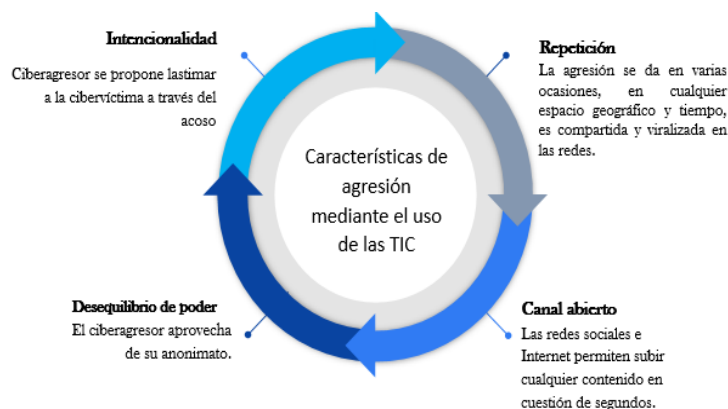 Intencionalidad
Ciberagresor se propone lastimar
a la cibervíctima a través del
acoso
Repetición
La agresión se da en varias
ocasiones, en cualquier
espacio geográfico y tiempo,
es compartida y viralizada en
las redes.
Características de
agresión
mediante el uso
de las TIC
Desequilibrio de poder
El ciberagresor aprovecha
de su anonimato.
Canal abierto
Las redes sociales e
Internet permiten subir
cualquier contenido en
cuestión de segundos.